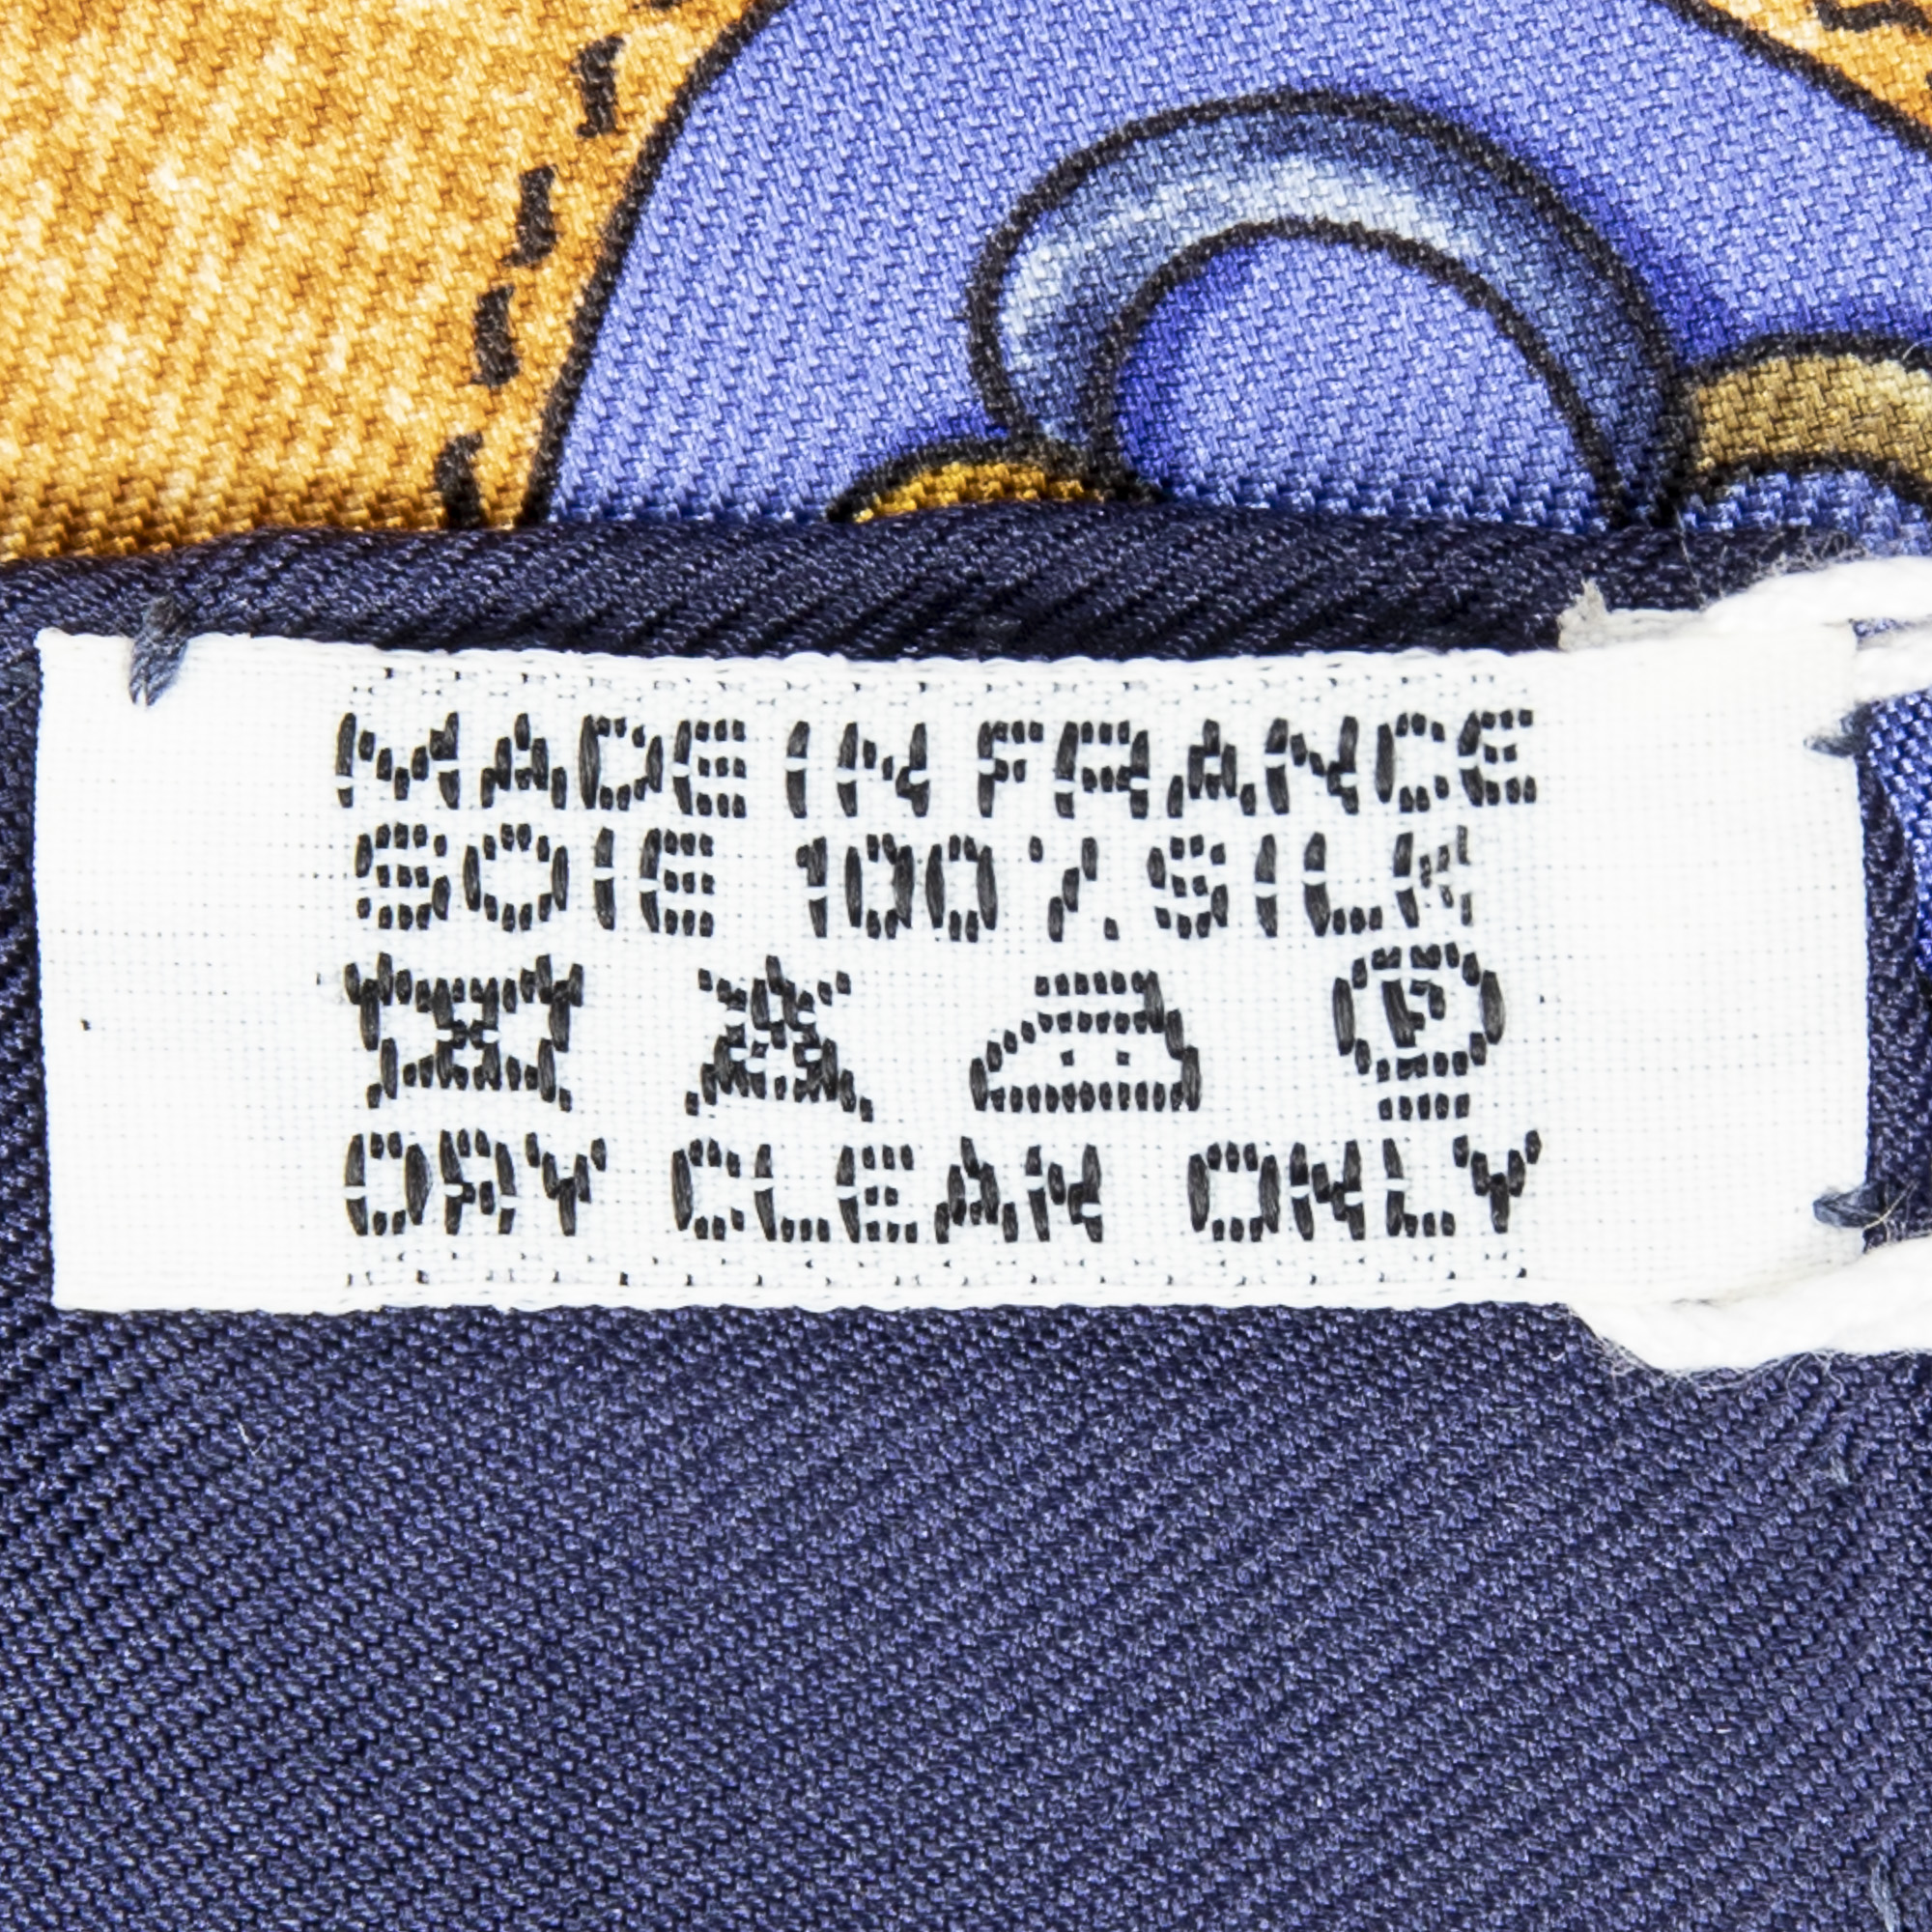 MADE IN FRANCE
SOIE 100% SILK
P
DRY CLEAN ONLY